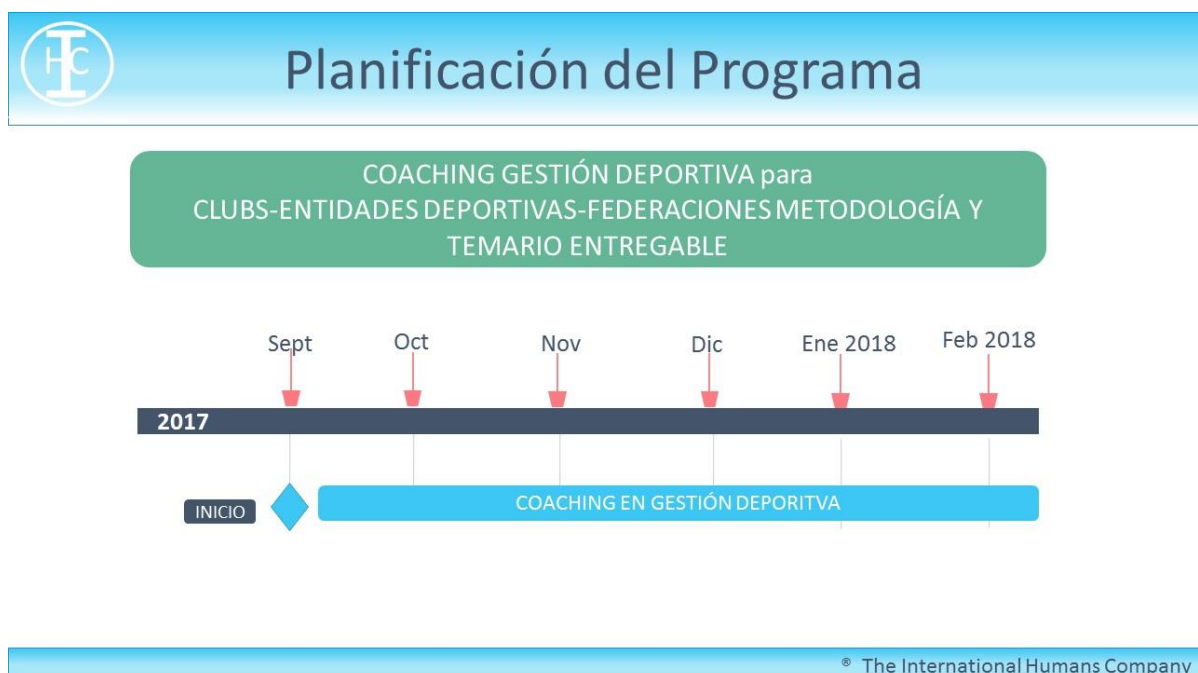 IHC
Planificación del Programa
COACHING GESTIÓN DEPORTIVA para
CLUBS-ENTIDADES DEPORTIVAS-FEDERACIONES METODOLOGÍA Y
TEMARIO ENTREGABLE
Sept Oct Nov Dic Ene 2018 Feb 2018
2017
INICIO COACHING EN GESTIÓN DEPORITVA
® The International Humans Company